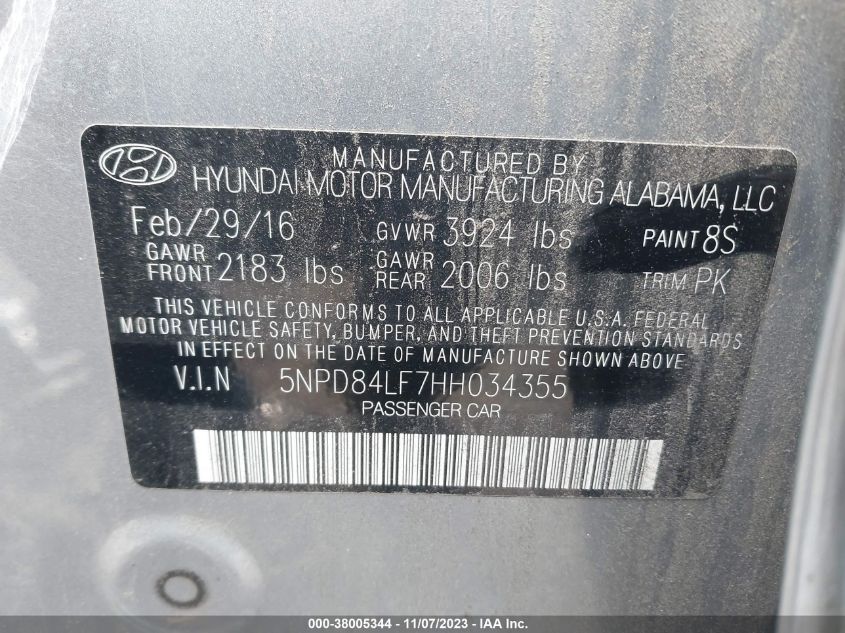 MANUFACTURED BY
HYUNDAI MOTOR MANUFACTURING ALABAMA, LLC
Feb/29/16 GVWR 3924 lbs PAINT 8S
GAWR FRONT 2183 lbs GAWR REAR 2006 lbs TRIM PK
THIS VEHICLE CONFORMS TO ALL APPLICABLE U.S.A. FEDERAL
MOTOR VEHICLE SAFETY, BUMPER, AND THEFT PREVENTION STANDARDS
IN EFFECT ON THE DATE OF MANUFACTURE SHOWN ABOVE
V.I.N 5NPD84LF7HH034355
PASSENGER CAR
000-38005344 - 11/07/2023 - IAAI.COM